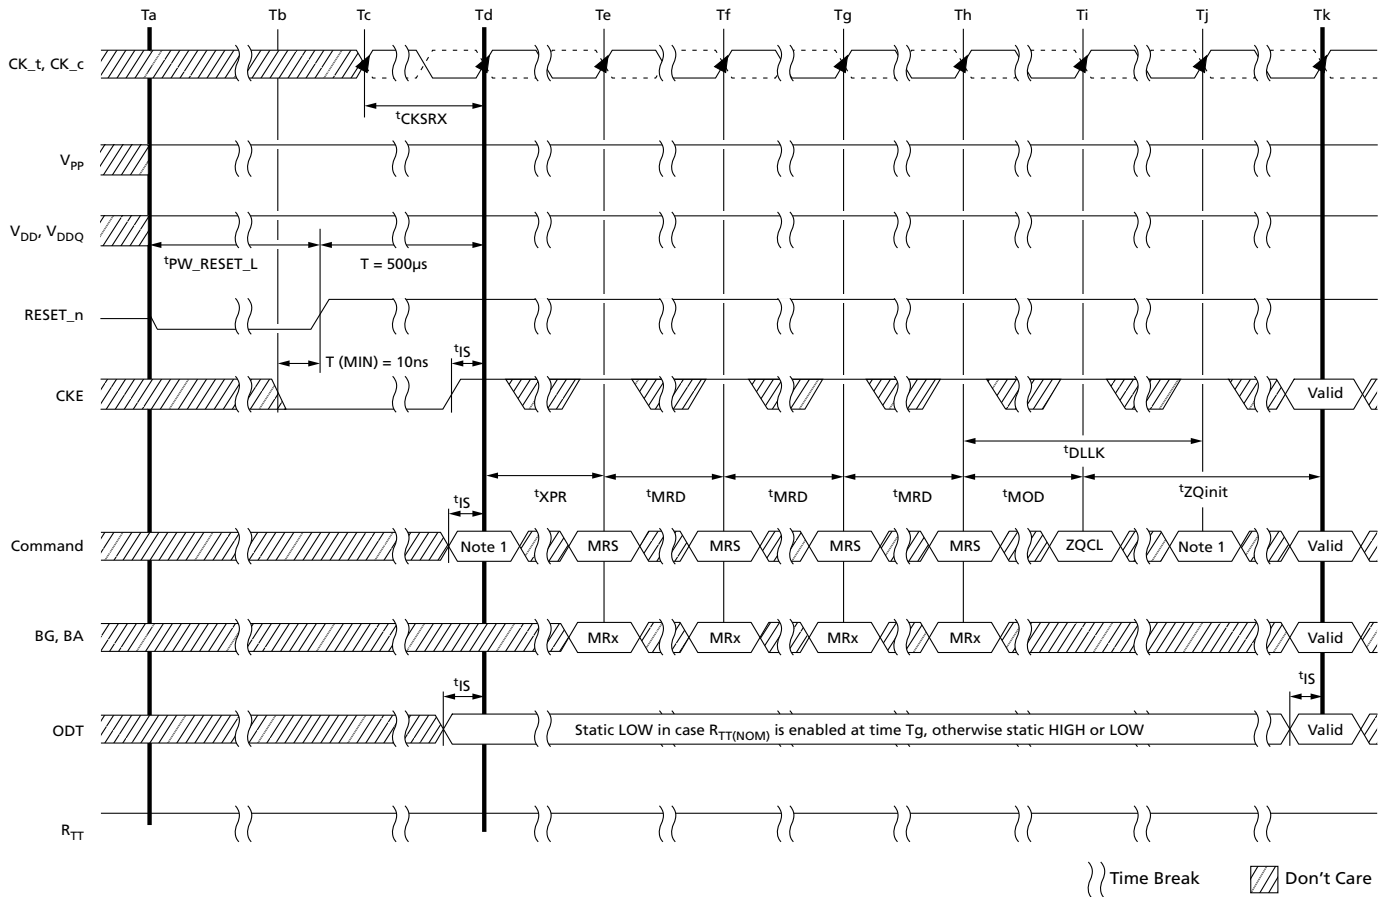 Ta Tb Tc Td Te Tf Tg Th Ti Tj Tk
CK_t, CK_c
tCKSRX
VPP
VDD, VDDQ
tPW_RESET_L T = 500µs
RESET_n
T (MIN) = 10ns tIS
CKE Valid
tDLLK
tXPR tMRD tMRD tMRD tMOD tZQinit
tIS
Command Note 1 MRS MRS MRS MRS ZQCL Note 1 Valid
BG, BA MRx MRx MRx MRx Valid
tIS tIS
ODT Static LOW in case RTT(NOM) is enabled at time Tg, otherwise static HIGH or LOW Valid
RTT
Time Break Don't Care